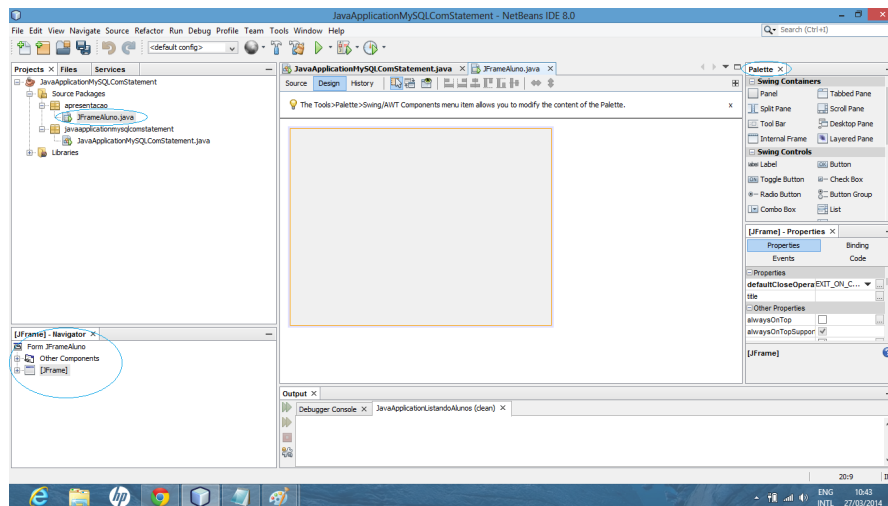 JavaApplicationMySQLComStatement - NetBeans IDE 8.0
File Edit View Navigate Source Refactor Run Debug Profile Team Tools Window Help
Search (Ctrl+I)
<default config>
Projects × Files Services
JavaApplicationMySQLComStatement
Source Packages
apresentacao
JFrameAluno.java
javaapplicationmysqlcomstatement
JavaApplicationMySQLComStatement.java
Libraries
[JFrame] - Navigator ×
Form JFrameAluno
Other Components
[JFrame]
JavaApplicationMySQLComStatement.java × JFrameAluno.java ×
Source Design History
The Tools>Palette>Swing/AWT Components menu item allows you to modify the content of the Palette. x
Output ×
Debugger Console × JavaApplicationListandoAlunos (clean) ×
Palette ×
Swing Containers
Panel Tabbed Pane
Split Pane Scroll Pane
Tool Bar Desktop Pane
Internal Frame Layered Pane
Swing Controls
label Label OK Button
Toggle Button Check Box
Radio Button Button Group
Combo Box List
[JFrame] - Properties ×
Properties Binding
Events Code
Properties
defaultCloseOpera EXIT_ON_C... ...
title ...
Other Properties
alwaysOnTop ...
alwaysOnTopSuppor
[JFrame]
20:9
hp
ENG 10:43
INTL 27/03/2014